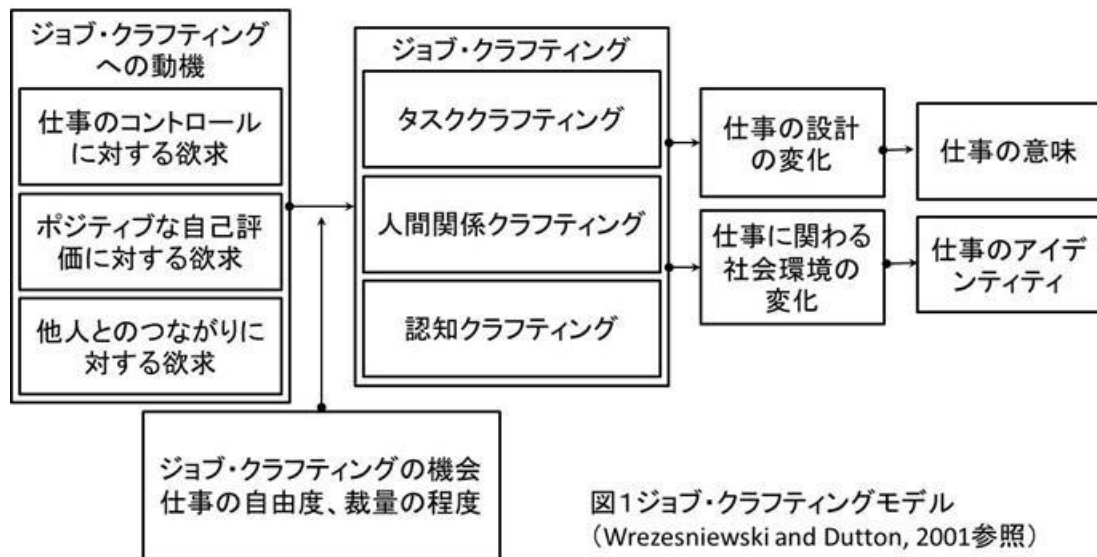 ジョブ・クラフティング
への動機
仕事のコントロール
に対する欲求
ポジティブな自己評
価に対する欲求
他人とのつながりに
対する欲求
ジョブ・クラフティング
タスククラフティング
人間関係クラフティング
認知クラフティング
仕事の設計
の変化
仕事の意味
仕事に関わる
社会環境の
変化
仕事のアイデ
ンティティ
ジョブ・クラフティングの機会
仕事の自由度、裁量の程度
図1ジョブ・クラフティングモデル
（Wrezesniewski and Dutton, 2001参照）